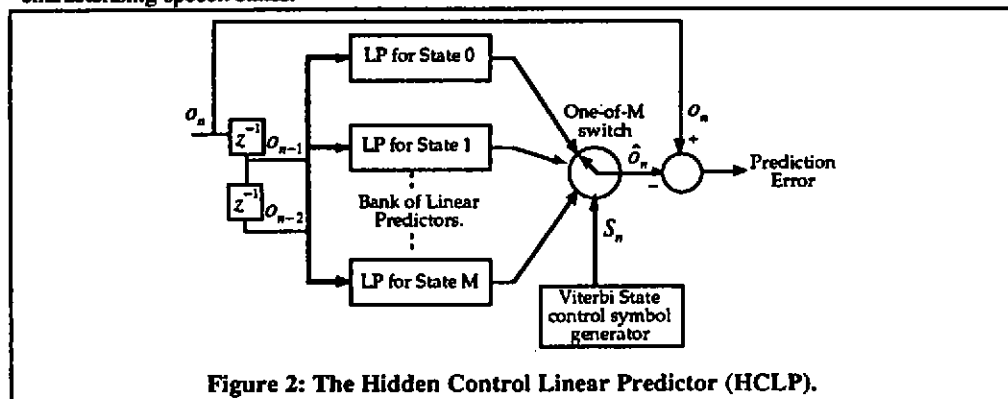 LP for State 0
One-of-M
switch
o_n
o_n
z^{-1}
o_{n-1}
LP for State 1
+
ô_n
−
Prediction
Error
z^{-1}
o_{n-2}
Bank of Linear
Predictors.
S_n
LP for State M
Viterbi State
control symbol
generator
Figure 2: The Hidden Control Linear Predictor (HCLP).